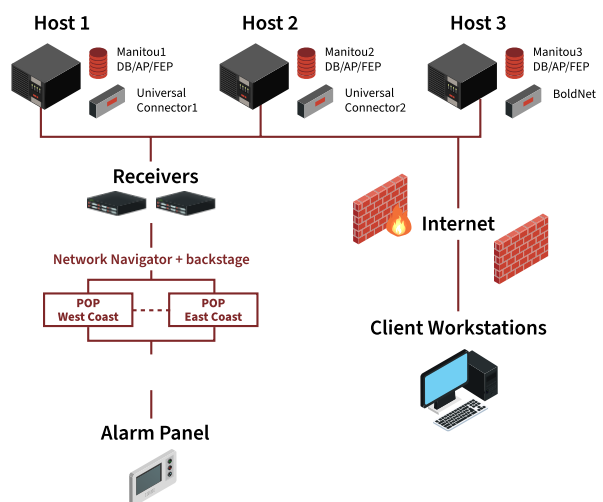 Host 1
Host 2
Host 3
Manitou1
DB/AP/FEP
Manitou2
DB/AP/FEP
Manitou3
DB/AP/FEP
Universal
Connector1
Universal
Connector2
BoldNet
Receivers
Internet
Network Navigator + backstage
POP
West Coast
POP
East Coast
Client Workstations
Alarm Panel